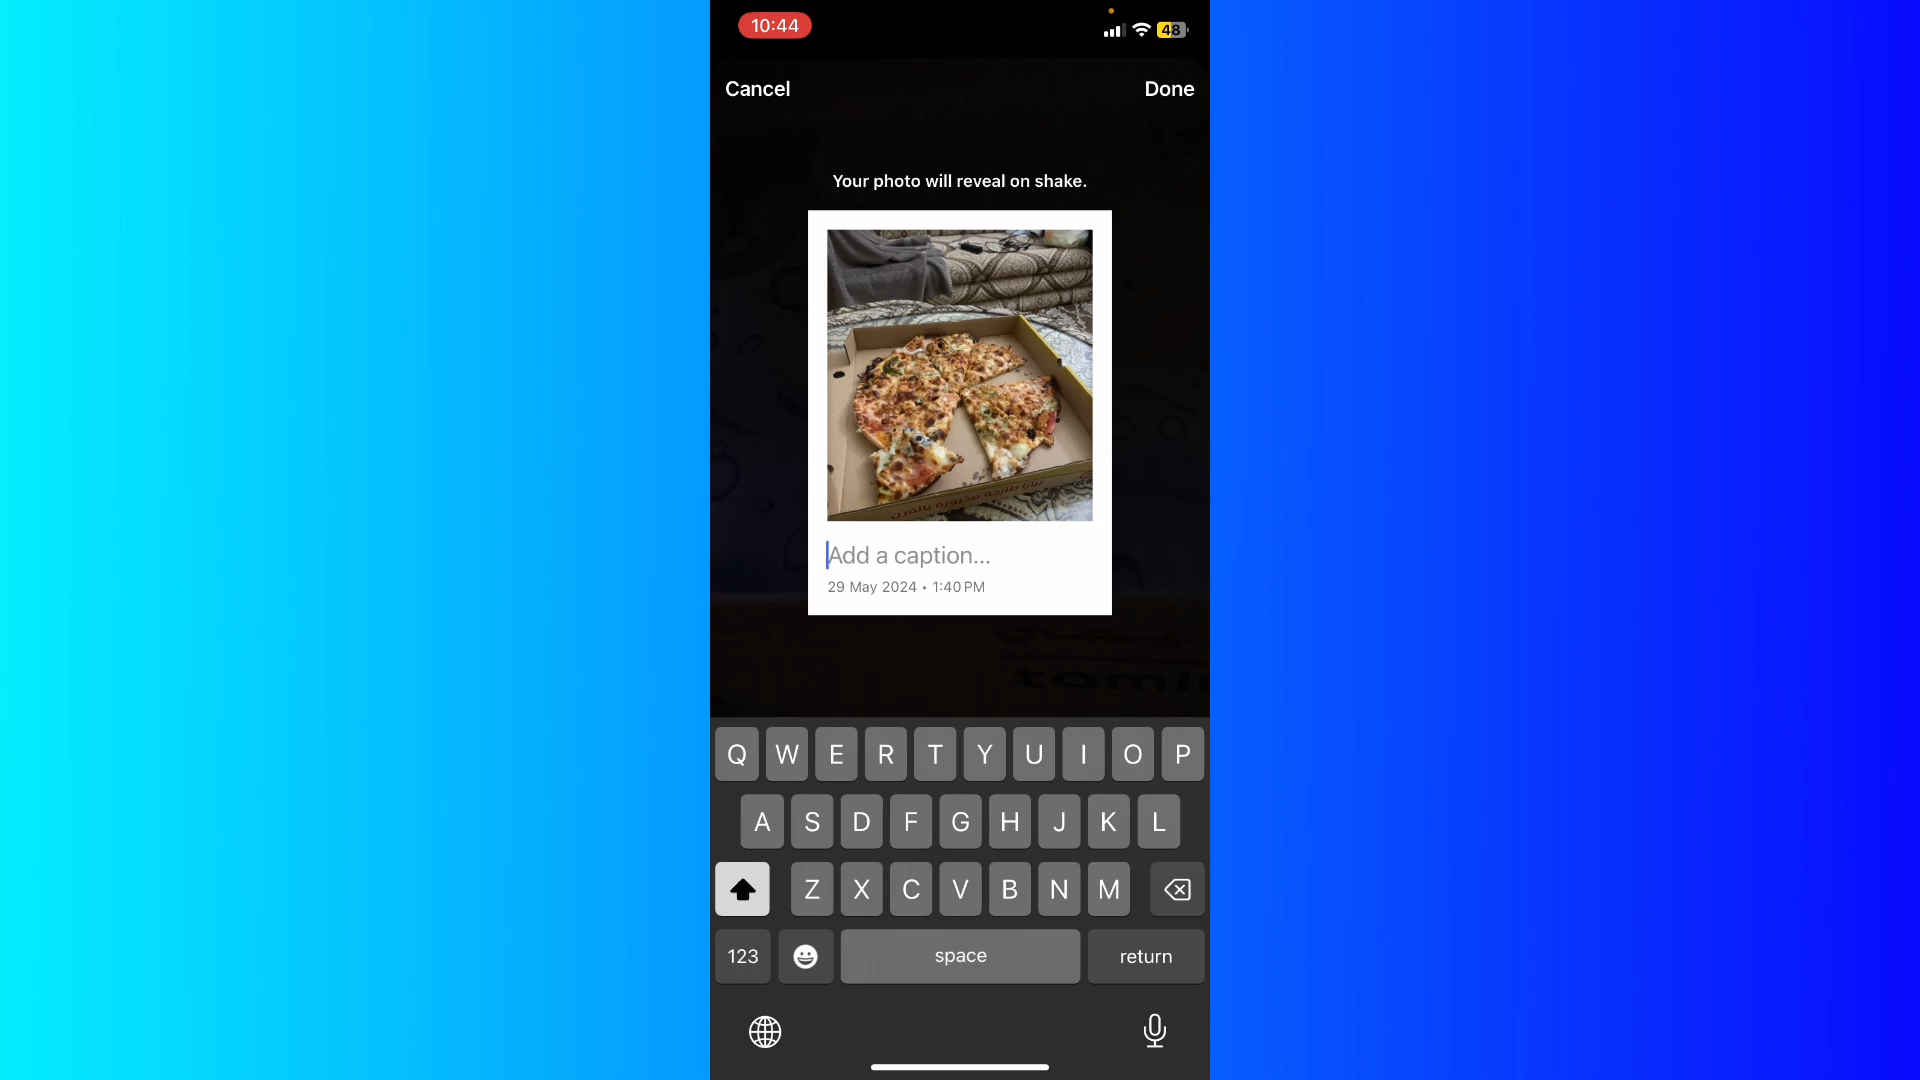 10:44
48
Cancel
Done
Your photo will reveal on shake.
Add a caption...
29 May 2024 • 1:40 PM
Q W E R T Y U I O P
A S D F G H J K L
Z X C V B N M
123
space
return